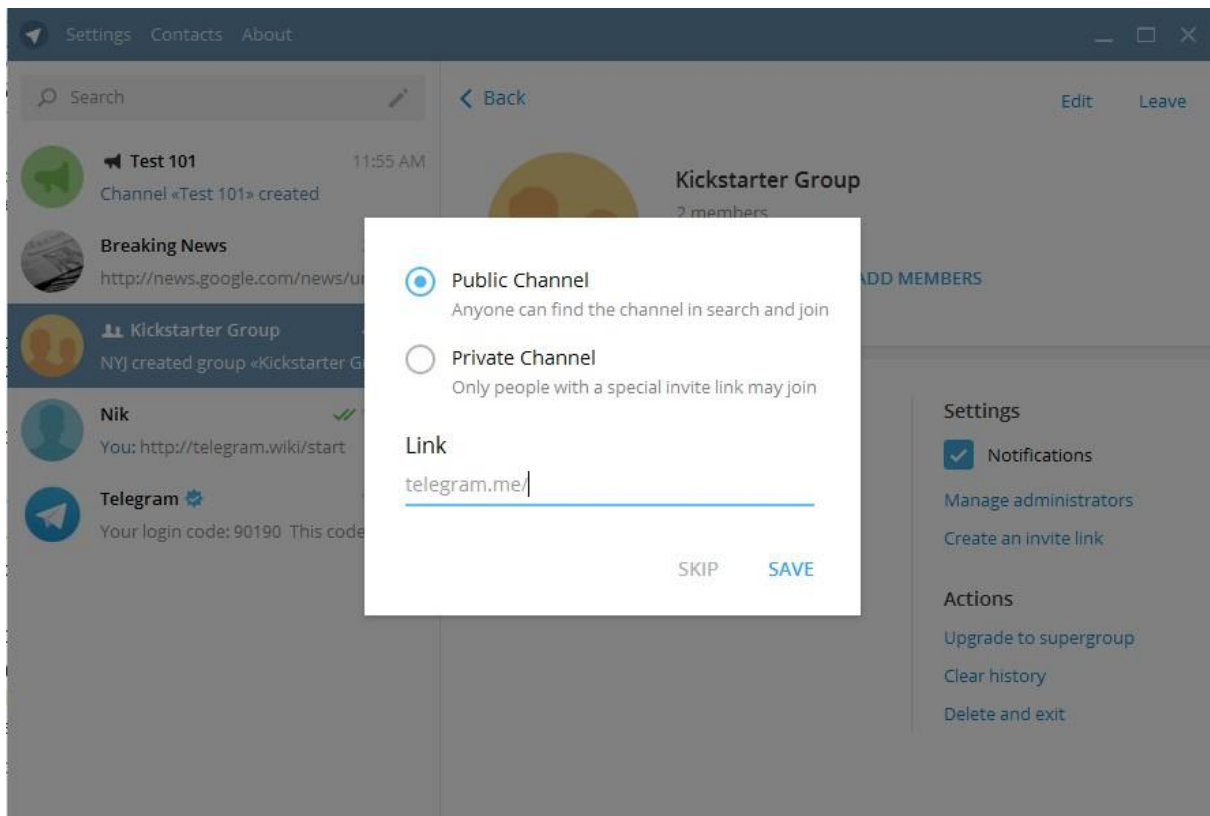 Settings Contacts About
Search
Back
Edit Leave
Test 101 11:55 AM
Channel «Test 101» created
Breaking News
http://news.google.com/news/
Kickstarter Group
NYJ created group «Kickstarter
Nik
You: http://telegram.wiki/start
Telegram
Your login code: 90190 This code
Kickstarter Group
2 members
ADD MEMBERS
Public Channel
Anyone can find the channel in search and join
Private Channel
Only people with a special invite link may join
Link
telegram.me/
SKIP SAVE
Settings
Notifications
Manage administrators
Create an invite link
Actions
Upgrade to supergroup
Clear history
Delete and exit